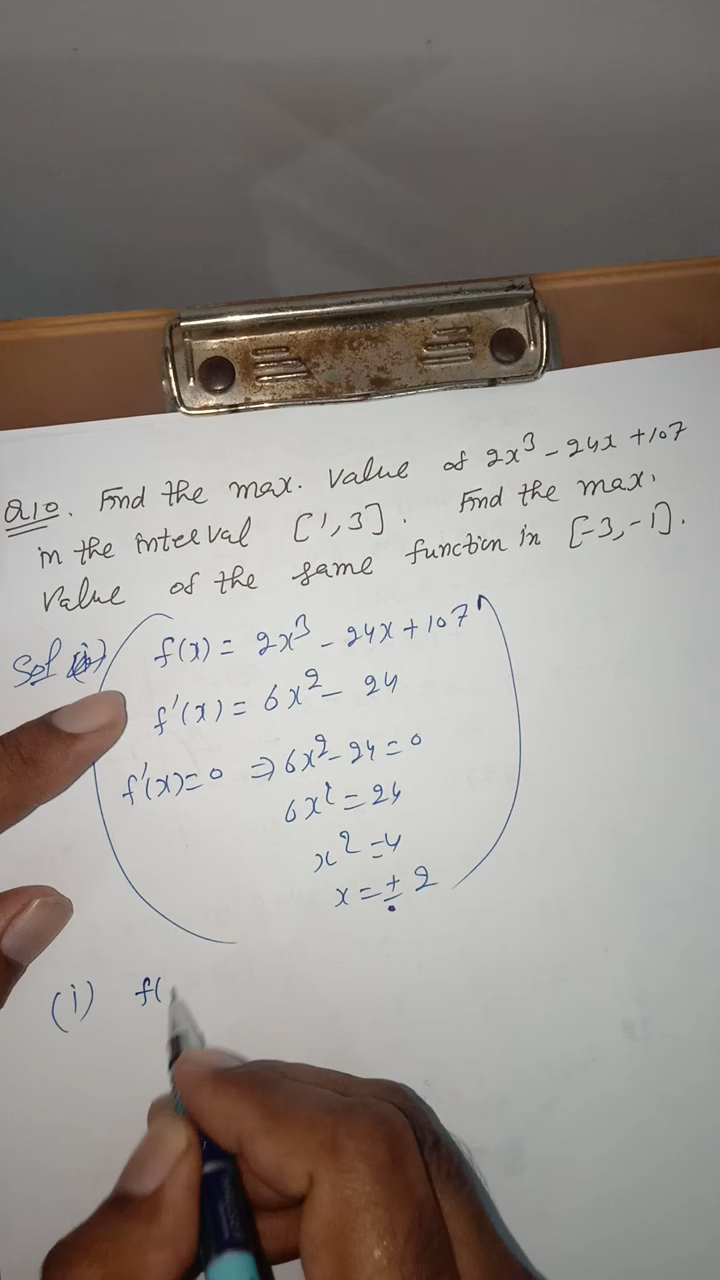 Q10. Find the max. value of 2x³ - 24x + 107
in the interval [1, 3]. Find the max.
Value of the same function in [-3, -1].
Sol
f(x) = 2x³ - 24x + 107
f'(x) = 6x² - 24
f'(x) = 0 ⇒ 6x² - 24 = 0
6x² = 24
x² = 4
x = ± 2
(i) f(